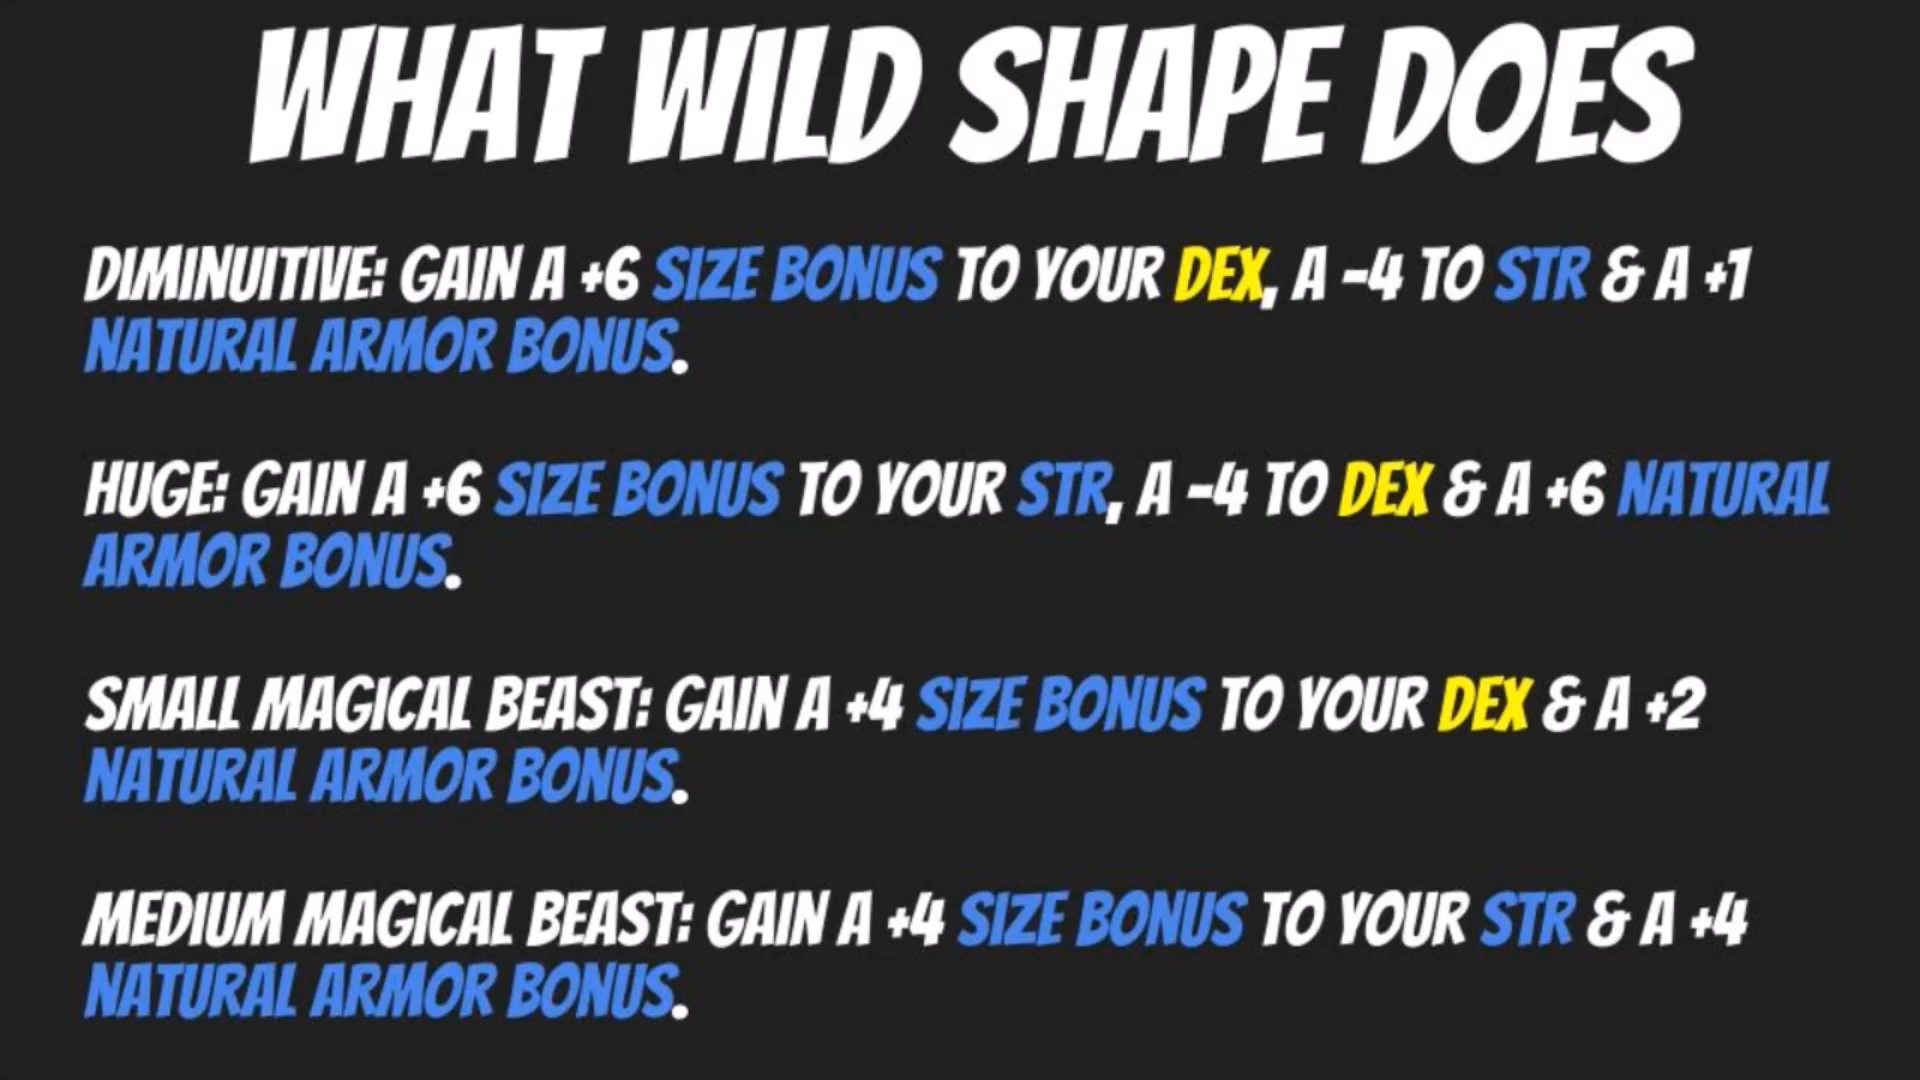 WHAT WILD SHAPE DOES
DIMINUITIVE: GAIN A +6 SIZE BONUS TO YOUR DEX, A -4 TO STR & A +1
NATURAL ARMOR BONUS.
HUGE: GAIN A +6 SIZE BONUS TO YOUR STR, A -4 TO DEX & A +6 NATURAL
ARMOR BONUS.
SMALL MAGICAL BEAST: GAIN A +4 SIZE BONUS TO YOUR DEX & A +2
NATURAL ARMOR BONUS.
MEDIUM MAGICAL BEAST: GAIN A +4 SIZE BONUS TO YOUR STR & A +4
NATURAL ARMOR BONUS.